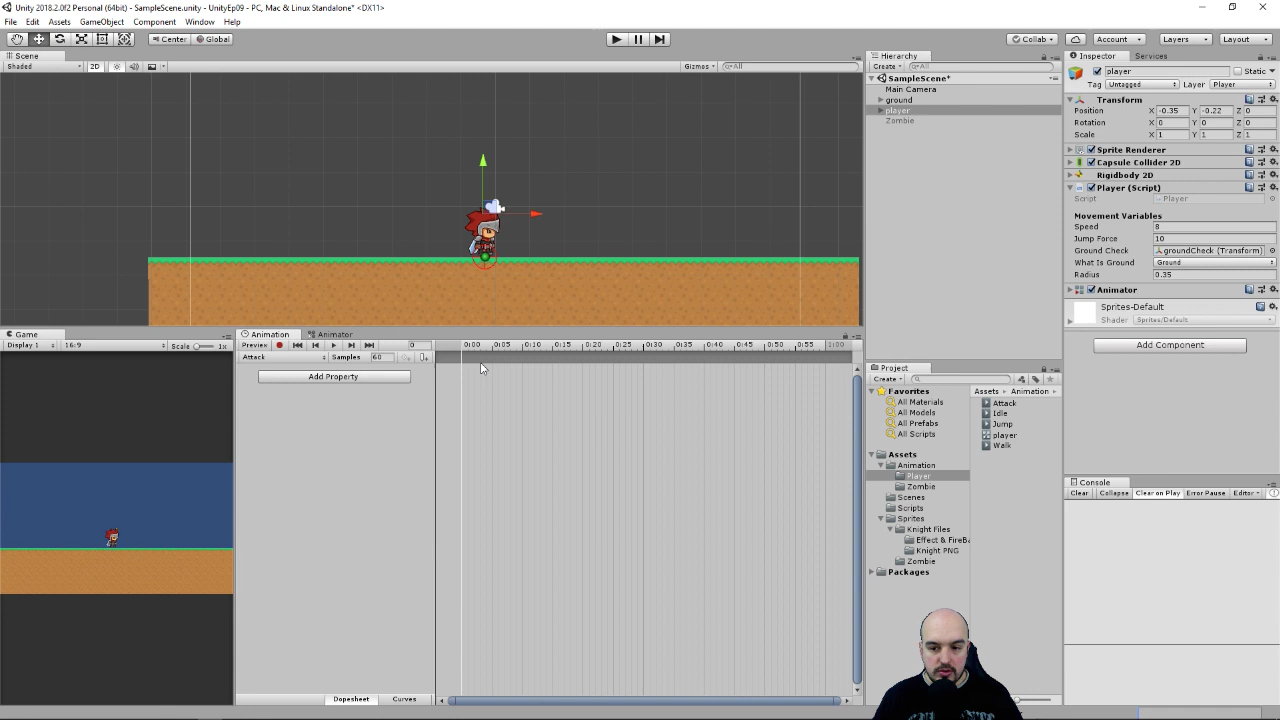 Unity 2018.2.0f2 Personal (64bit) - SampleScene.unity - UnityEp09 - PC, Mac & Linux Standalone* <DX11>
File Edit Assets GameObject Component Window Help
Center Global Collab Account Layers Layout
Scene
Shaded 2D Gizmos All
Hierarchy
Create All
SampleScene*
Main Camera
ground
player
Zombie
Inspector Services
player Static
Tag Untagged Layer Player
Transform
Position X -0.35 Y -0.22 Z 0
Rotation X 0 Y 0 Z 0
Scale X 1 Y 1 Z 1
Sprite Renderer
Capsule Collider 2D
Rigidbody 2D
Player (Script)
Script Player
Movement Variables
Speed 8
Jump Force 10
Ground Check groundCheck (Transform)
What Is Ground Ground
Radius 0.35
Animator
Sprites-Default
Shader Sprites/Default
Add Component
Game
Display 1 16:9 Scale 1x
Animation Animator
Preview 0 0:00 0:05 0:10 0:15 0:20 0:25 0:30 0:35 0:40 0:45 0:50 0:55 1:00
Attack Samples 60
Add Property
Dopesheet Curves
Project
Create
Favorites
All Materials
All Models
All Prefabs
All Scripts
Assets
Animation
Player
Zombie
Scenes
Scripts
Sprites
Knight Files
Effect & FireBa
Knight PNG
Zombie
Packages
Assets Animation
Attack
Idle
Jump
player
Walk
Console
Clear Collapse Clear on Play Error Pause Editor